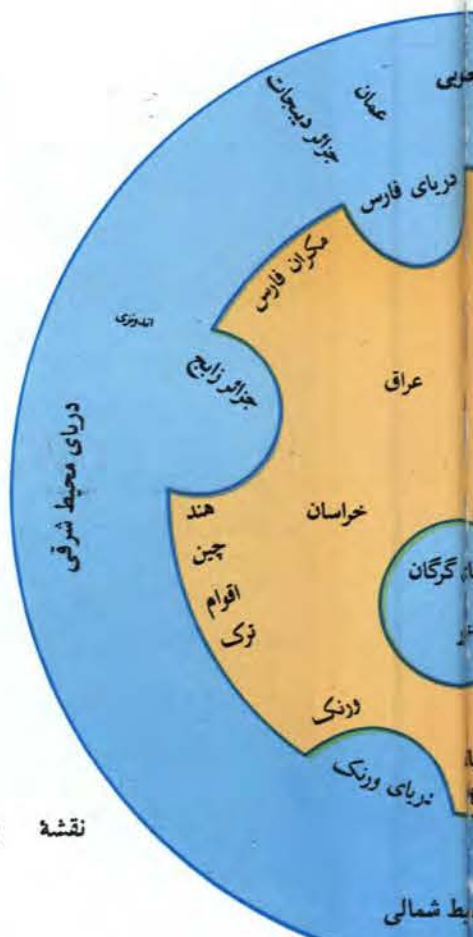 عمان
جزائر دیبجات
دریای فارس
مکران فارس
اندونزی
جزائر زابج
عراق
دریای محیط شرقی
هند
خراسان
چین
اقوام
ترک
گرگان
ورنک
دریای ورنک
نقشهٔ
شمالی